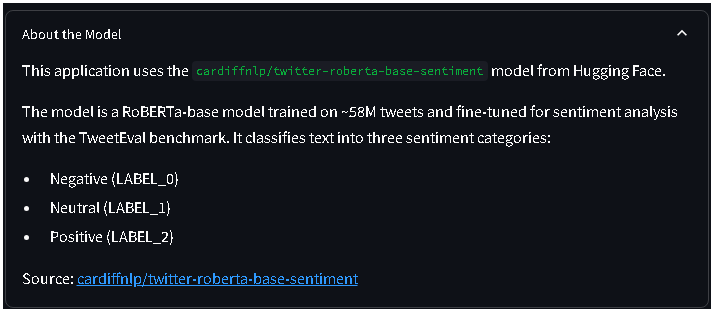 About the Model
This application uses the cardiffnlp/twitter-roberta-base-sentiment model from Hugging Face.
The model is a RoBERTa-base model trained on ~58M tweets and fine-tuned for sentiment analysis
with the TweetEval benchmark. It classifies text into three sentiment categories:
• Negative (LABEL_0)
• Neutral (LABEL_1)
• Positive (LABEL_2)
Source: cardiffnlp/twitter-roberta-base-sentiment